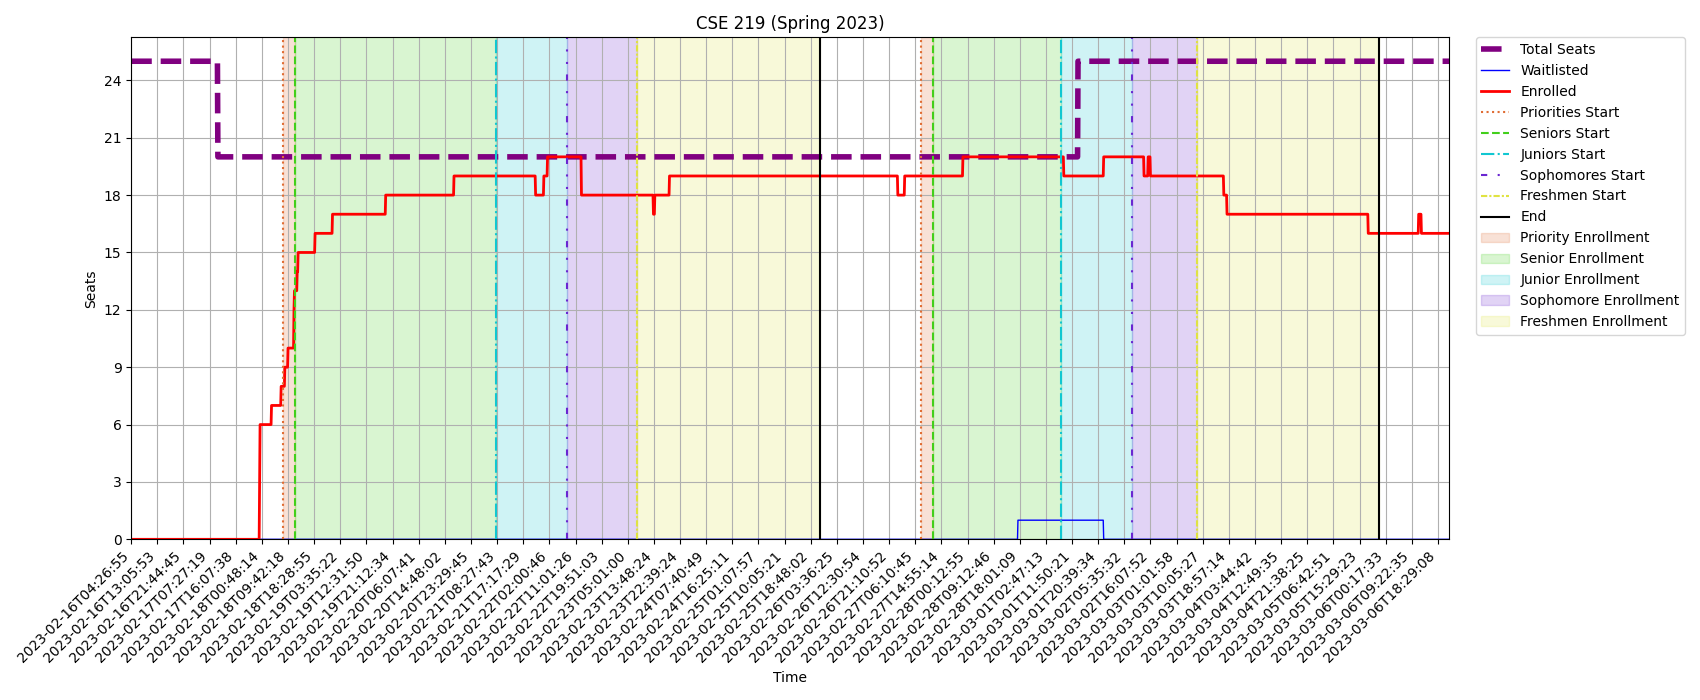 CSE 219 (Spring 2023)
Total Seats
Waitlisted
Enrolled
Priorities Start
Seniors Start
Juniors Start
Sophomores Start
Freshmen Start
End
Priority Enrollment
Senior Enrollment
Junior Enrollment
Sophomore Enrollment
Freshmen Enrollment
Seats
24
21
18
15
12
9
6
3
0
2023-02-16T04:26:55
2023-02-16T13:05:53
2023-02-16T21:44:45
2023-02-17T07:27:19
2023-02-17T16:07:38
2023-02-18T00:48:14
2023-02-18T09:42:18
2023-02-18T18:28:55
2023-02-19T03:35:22
2023-02-19T12:31:50
2023-02-19T21:12:34
2023-02-20T06:07:41
2023-02-20T14:48:02
2023-02-20T23:29:45
2023-02-21T08:27:43
2023-02-21T17:17:29
2023-02-22T02:00:46
2023-02-22T11:01:26
2023-02-22T19:51:03
2023-02-23T05:01:00
2023-02-23T13:48:24
2023-02-23T22:39:24
2023-02-24T07:40:49
2023-02-24T16:25:11
2023-02-25T01:07:57
2023-02-25T10:05:21
2023-02-25T18:48:02
2023-02-26T03:36:25
2023-02-26T12:30:54
2023-02-26T21:10:52
2023-02-27T06:10:45
2023-02-27T14:55:14
2023-02-28T00:12:55
2023-02-28T09:12:46
2023-02-28T18:01:09
2023-03-01T02:47:13
2023-03-01T11:50:21
2023-03-01T20:39:34
2023-03-02T05:35:32
2023-03-02T16:07:52
2023-03-03T01:01:58
2023-03-03T10:05:27
2023-03-03T18:57:14
2023-03-04T03:44:42
2023-03-04T12:49:35
2023-03-04T21:38:25
2023-03-05T06:42:51
2023-03-05T15:29:23
2023-03-06T00:17:33
2023-03-06T09:22:35
2023-03-06T18:29:08
Time